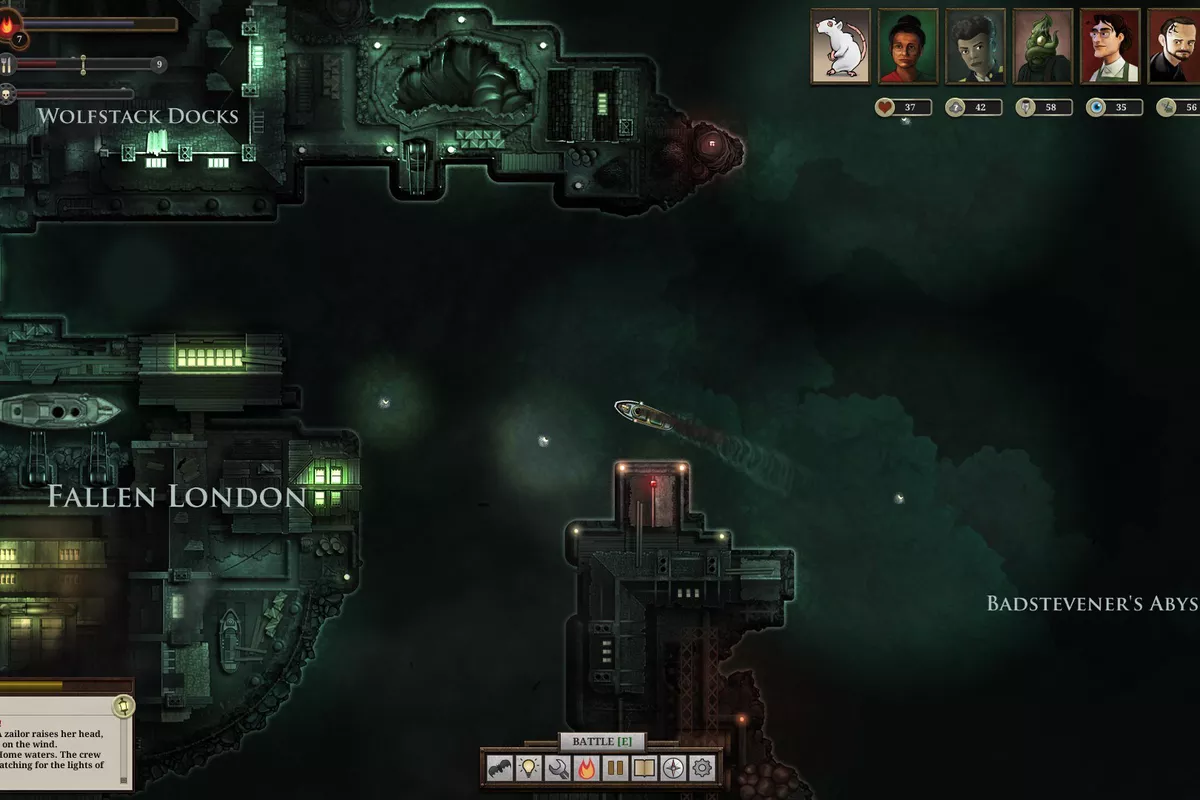 7
9
WOLFSTACK DOCKS
37
42
58
35
56
FALLEN LONDON
BADSTEVENER'S ABYS
A zailor raises her head,
on the wind.
Home waters. The crew
atching for the lights of
BATTLE [E]